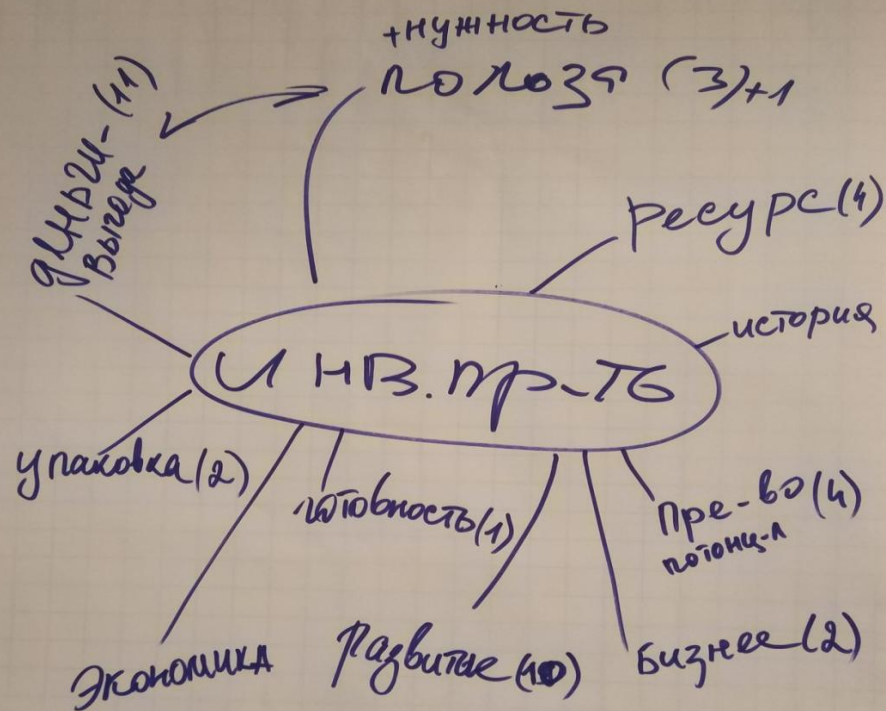 +нужность
польза (3)+1
деньги-(11)
выгода
ресурс(4)
история
Инв.пр-ть
упаковка(2)
готовность(1)
Пре-во(4)
потенц-л
Экономика
Развитие(10)
Бизнес(2)